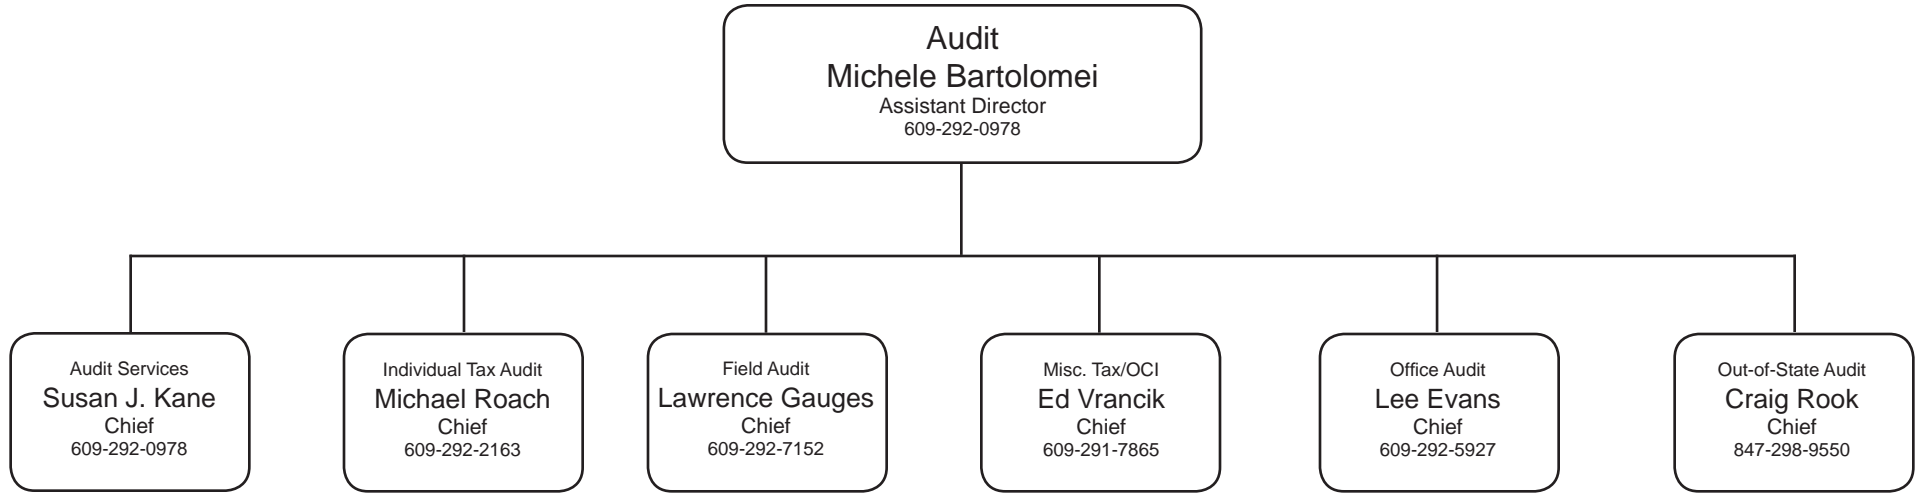 Audit
Michele Bartolomei
Assistant Director
609-292-0978
Audit Services
Susan J. Kane
Chief
609-292-0978
Individual Tax Audit
Michael Roach
Chief
609-292-2163
Field Audit
Lawrence Gauges
Chief
609-292-7152
Misc. Tax/OCI
Ed Vrancik
Chief
609-291-7865
Office Audit
Lee Evans
Chief
609-292-5927
Out-of-State Audit
Craig Rook
Chief
847-298-9550